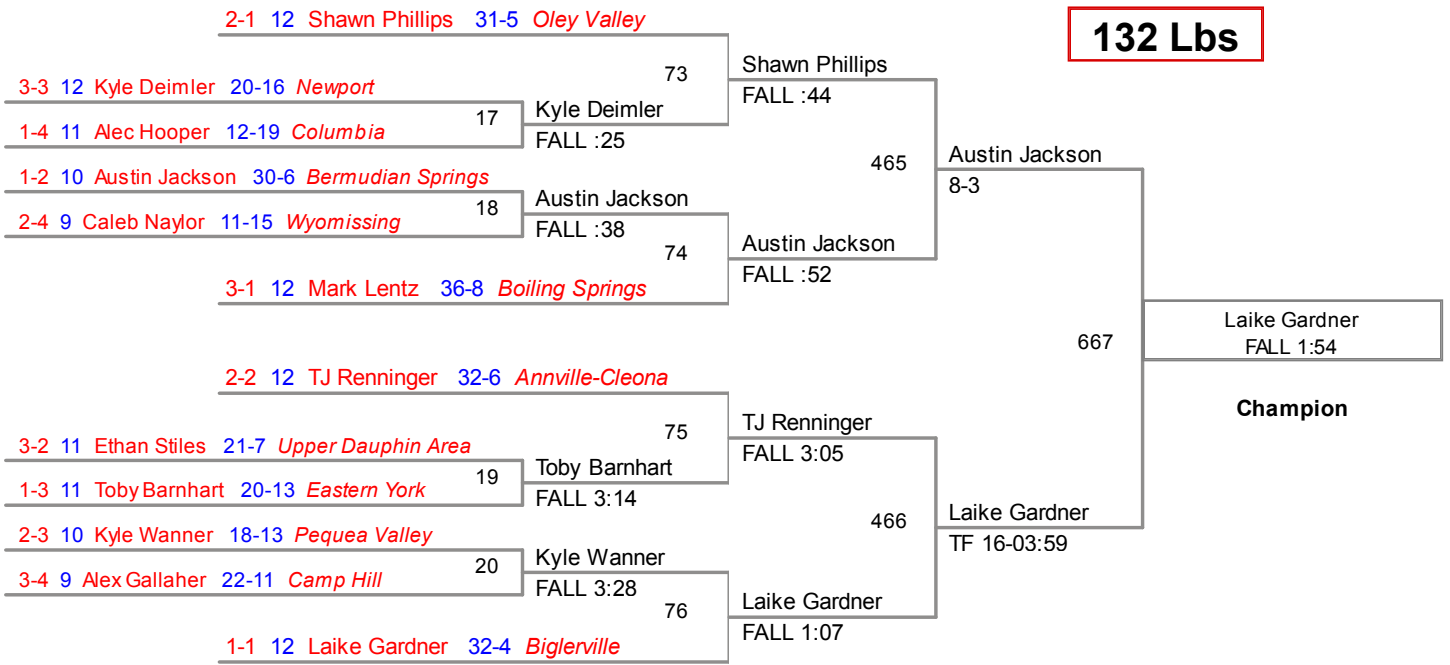 2-1 12 Shawn Phillips 31-5 Oley Valley
132 Lbs
73
Shawn Phillips
FALL :44
3-3 12 Kyle Deimler 20-16 Newport
17
Kyle Deimler
FALL :25
1-4 11 Alec Hooper 12-19 Columbia
465
Austin Jackson
8-3
1-2 10 Austin Jackson 30-6 Bermudian Springs
18
Austin Jackson
FALL :38
2-4 9 Caleb Naylor 11-15 Wyomissing
74
Austin Jackson
FALL :52
3-1 12 Mark Lentz 36-8 Boiling Springs
667
Laike Gardner
FALL 1:54
Champion
2-2 12 TJ Renninger 32-6 Annville-Cleona
75
TJ Renninger
FALL 3:05
3-2 11 Ethan Stiles 21-7 Upper Dauphin Area
19
Toby Barnhart
FALL 3:14
1-3 11 Toby Barnhart 20-13 Eastern York
466
Laike Gardner
TF 16-03:59
2-3 10 Kyle Wanner 18-13 Pequea Valley
20
Kyle Wanner
FALL 3:28
3-4 9 Alex Gallaher 22-11 Camp Hill
76
Laike Gardner
FALL 1:07
1-1 12 Laike Gardner 32-4 Biglerville